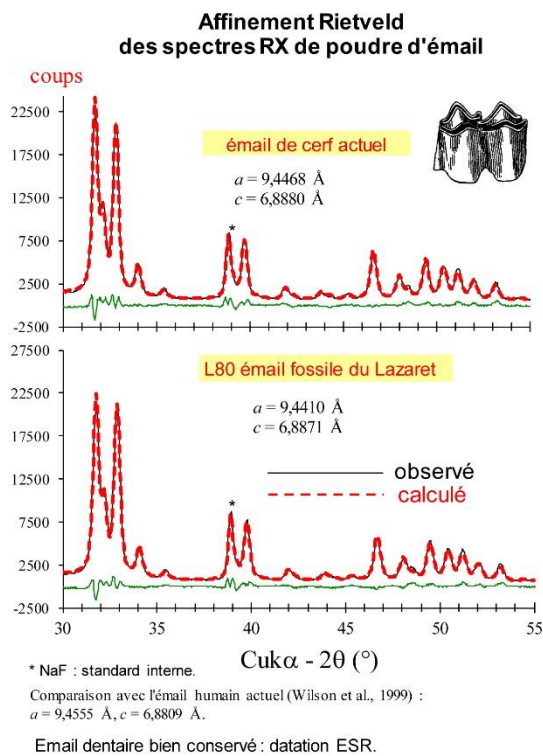 Affinement Rietveld
des spectres RX de poudre d'émail
coups
22500
17500
12500
7500
2500
-2500
émail de cerf actuel
a = 9,4468 Å
c = 6,8880 Å
*
27500
22500
17500
12500
7500
2500
-2500
L80 émail fossile du Lazaret
a = 9,4410 Å
c = 6,8871 Å
observé
calculé
*
30 35 40 45 50 55
Cukα - 2θ (°)
* NaF : standard interne.
Comparaison avec l'émail humain actuel (Wilson et al., 1999) :
a = 9,4555 Å, c = 6,8809 Å.
Email dentaire bien conservé : datation ESR.